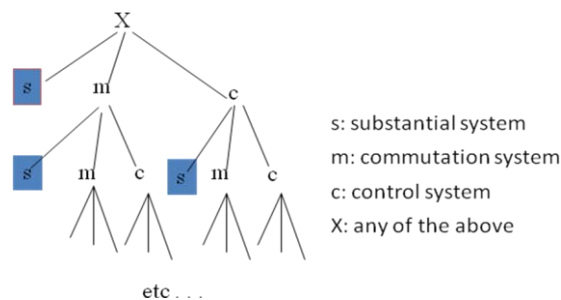 X
s m c
s m c s m c
etc . . .
s: substantial system
m: commutation system
c: control system
X: any of the above